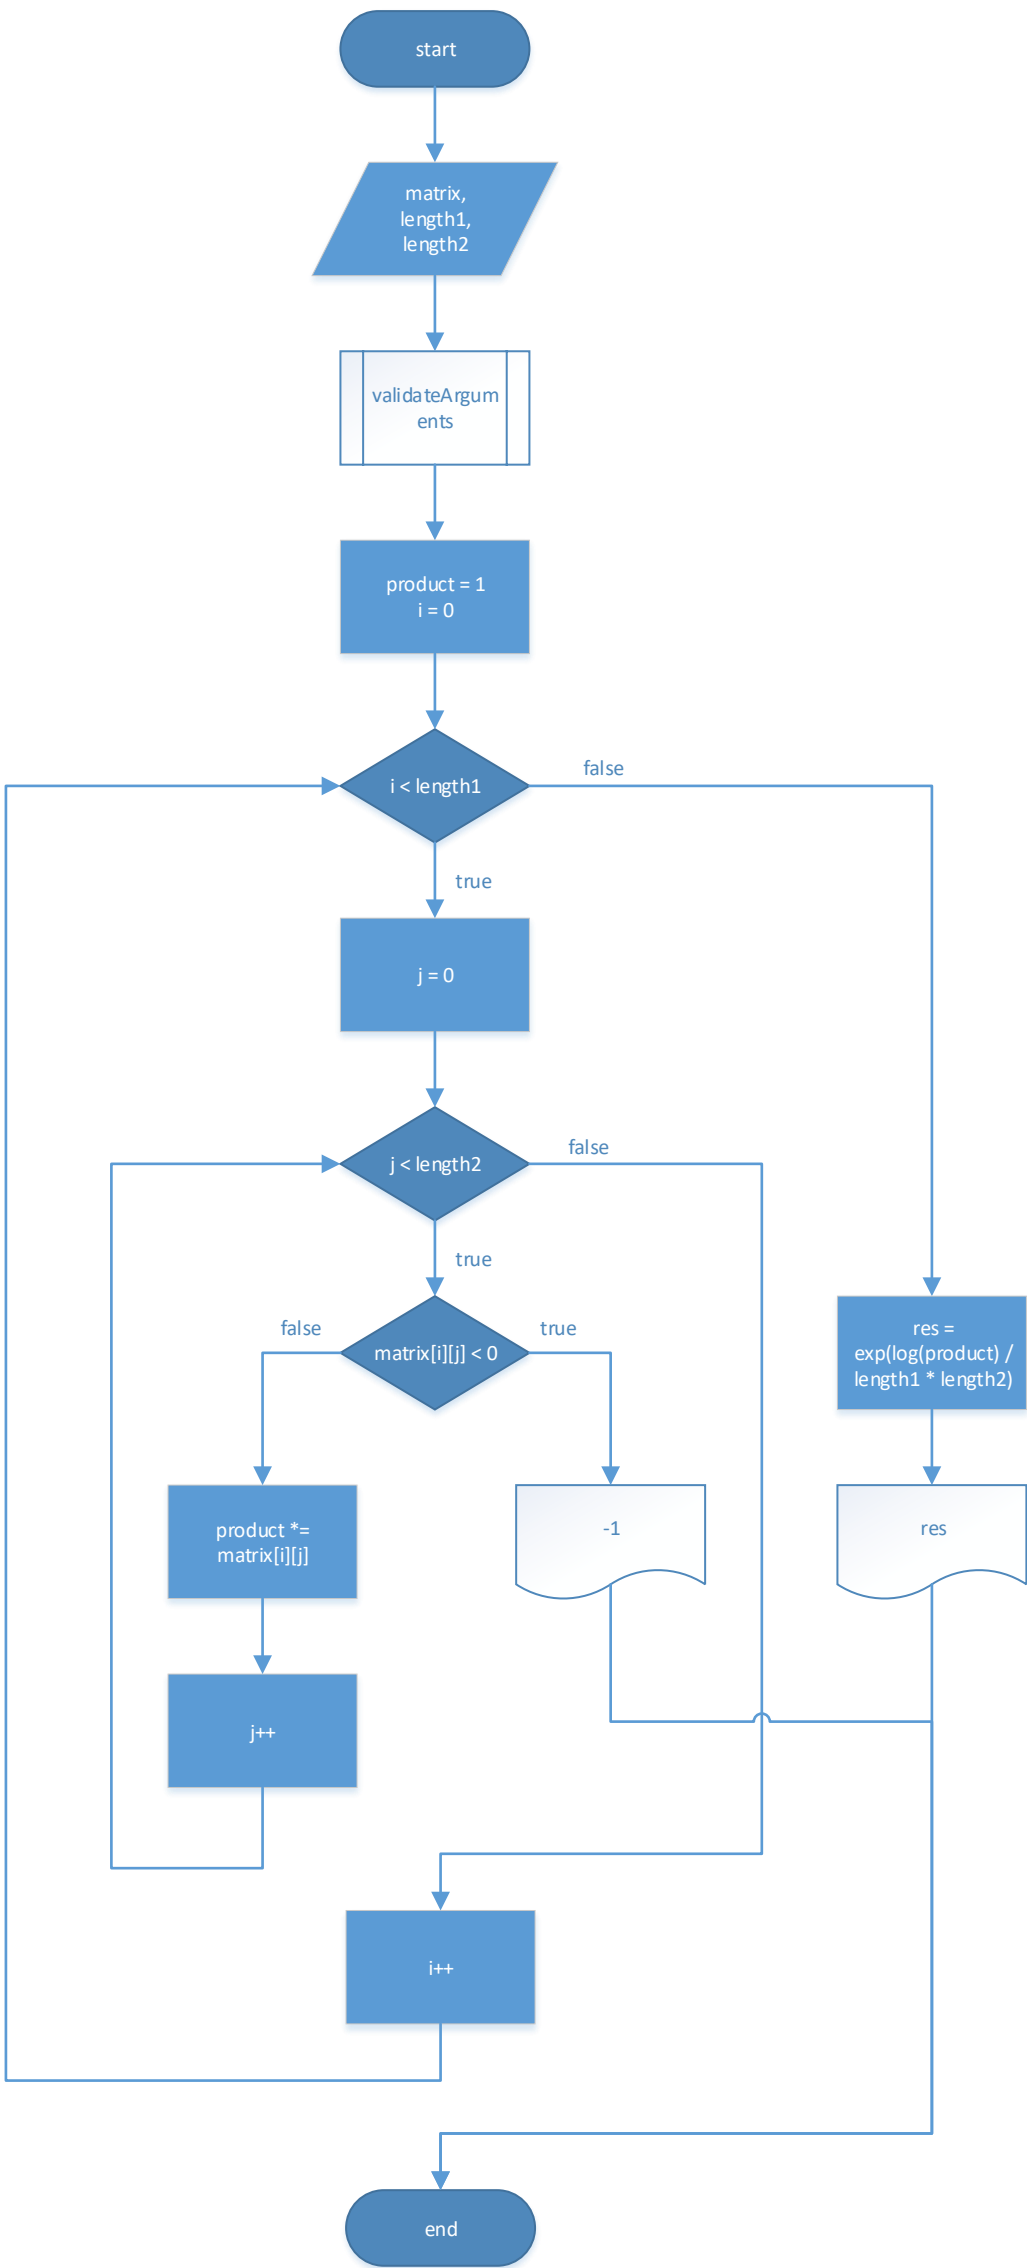 start
matrix,
length1,
length2
validateArgum
ents
product = 1
i = 0
i < length1
false
true
j = 0
j < length2
false
true
matrix[i][j] < 0
false
true
res =
exp(log(product) /
length1 * length2)
product *=
matrix[i][j]
-1
res
j++
i++
end